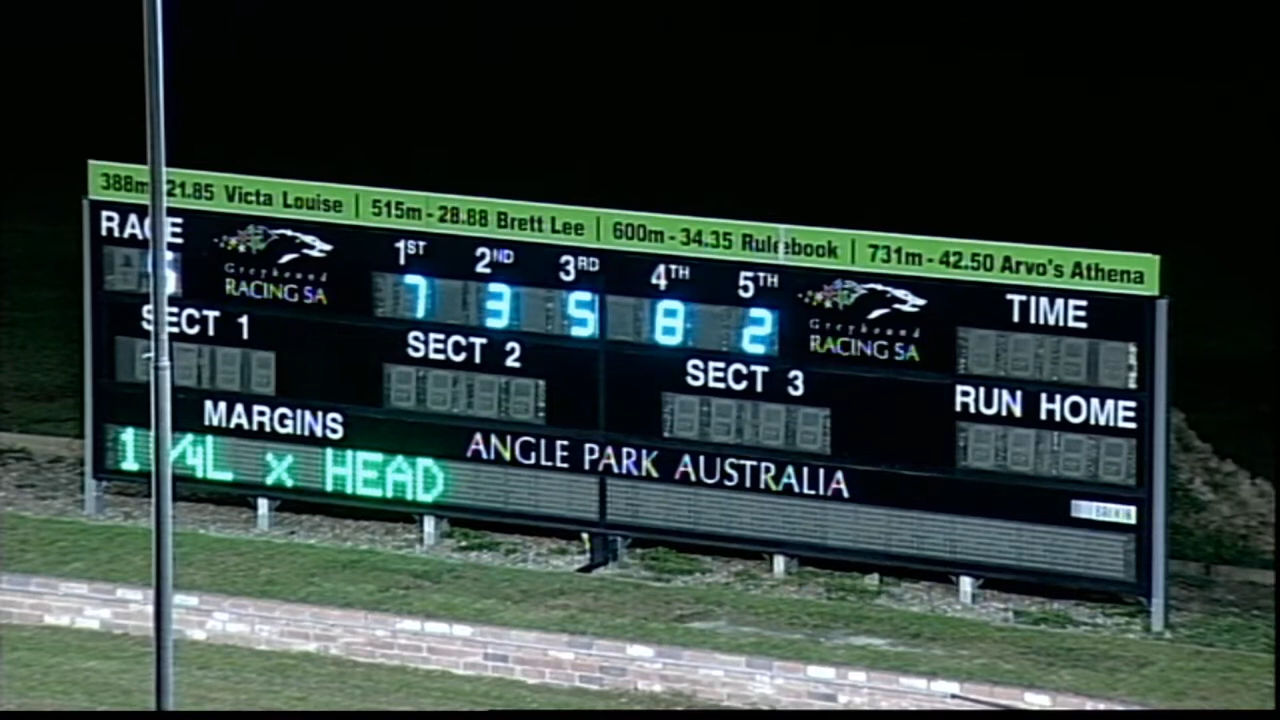 388m-21.85 Victa Louise | 515m-28.88 Brett Lee | 600m-34.35 Rulebook | 731m-42.50 Arvo's Athena
RACE
Greyhound
RACING SA
1ST 2ND 3RD 4TH 5TH
7 3 5 8 2
Greyhound
RACING SA
TIME
SECT 1
SECT 2
SECT 3
RUN HOME
MARGINS
ANGLE PARK AUSTRALIA
1 1/4L x HEAD